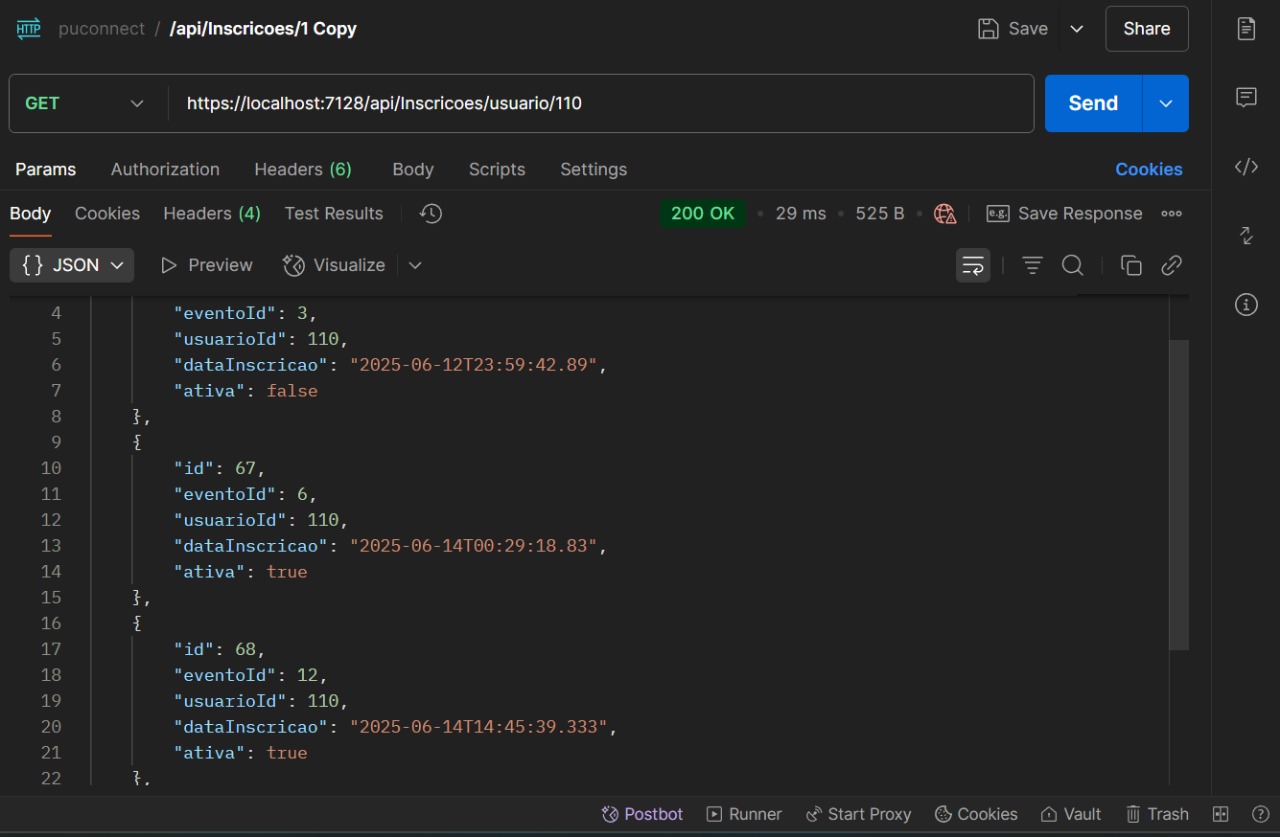 HTTP puconnect / /api/Inscricoes/1 Copy Save Share
GET https://localhost:7128/api/Inscricoes/usuario/110 Send
Params Authorization Headers (6) Body Scripts Settings Cookies
Body Cookies Headers (4) Test Results 200 OK • 29 ms • 525 B • e.g. Save Response
{} JSON Preview Visualize
4 "eventoId": 3,
5 "usuarioId": 110,
6 "dataInscricao": "2025-06-12T23:59:42.89",
7 "ativa": false
8 },
9 {
10 "id": 67,
11 "eventoId": 6,
12 "usuarioId": 110,
13 "dataInscricao": "2025-06-14T00:29:18.83",
14 "ativa": true
15 },
16 {
17 "id": 68,
18 "eventoId": 12,
19 "usuarioId": 110,
20 "dataInscricao": "2025-06-14T14:45:39.333",
21 "ativa": true
22 },
Postbot Runner Start Proxy Cookies Vault Trash